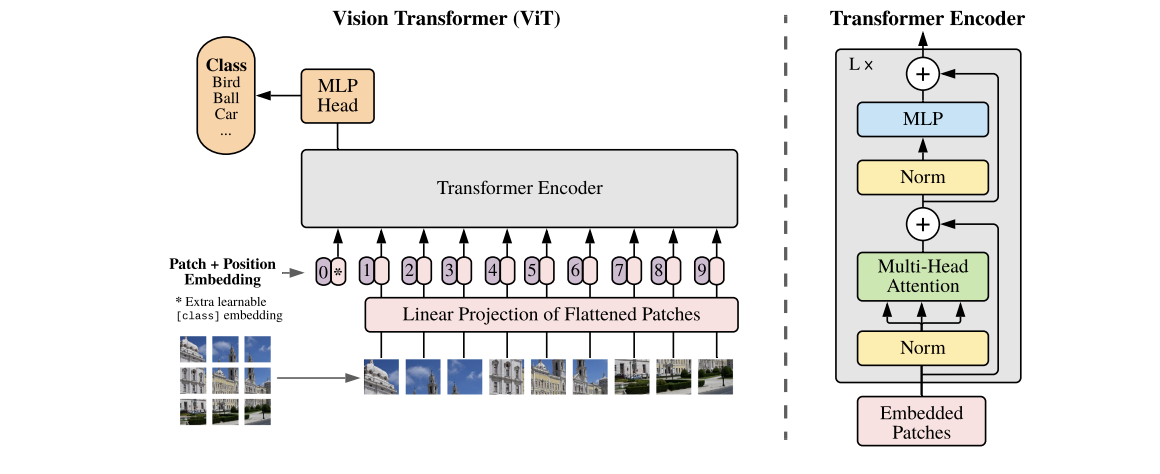 Vision Transformer (ViT)
Class
Bird
Ball
Car
...
MLP
Head
Transformer Encoder
Patch + Position
Embedding
0 * 1 2 3 4 5 6 7 8 9
* Extra learnable
[class] embedding
Linear Projection of Flattened Patches
Transformer Encoder
L x
+
MLP
Norm
+
Multi-Head
Attention
Norm
Embedded
Patches